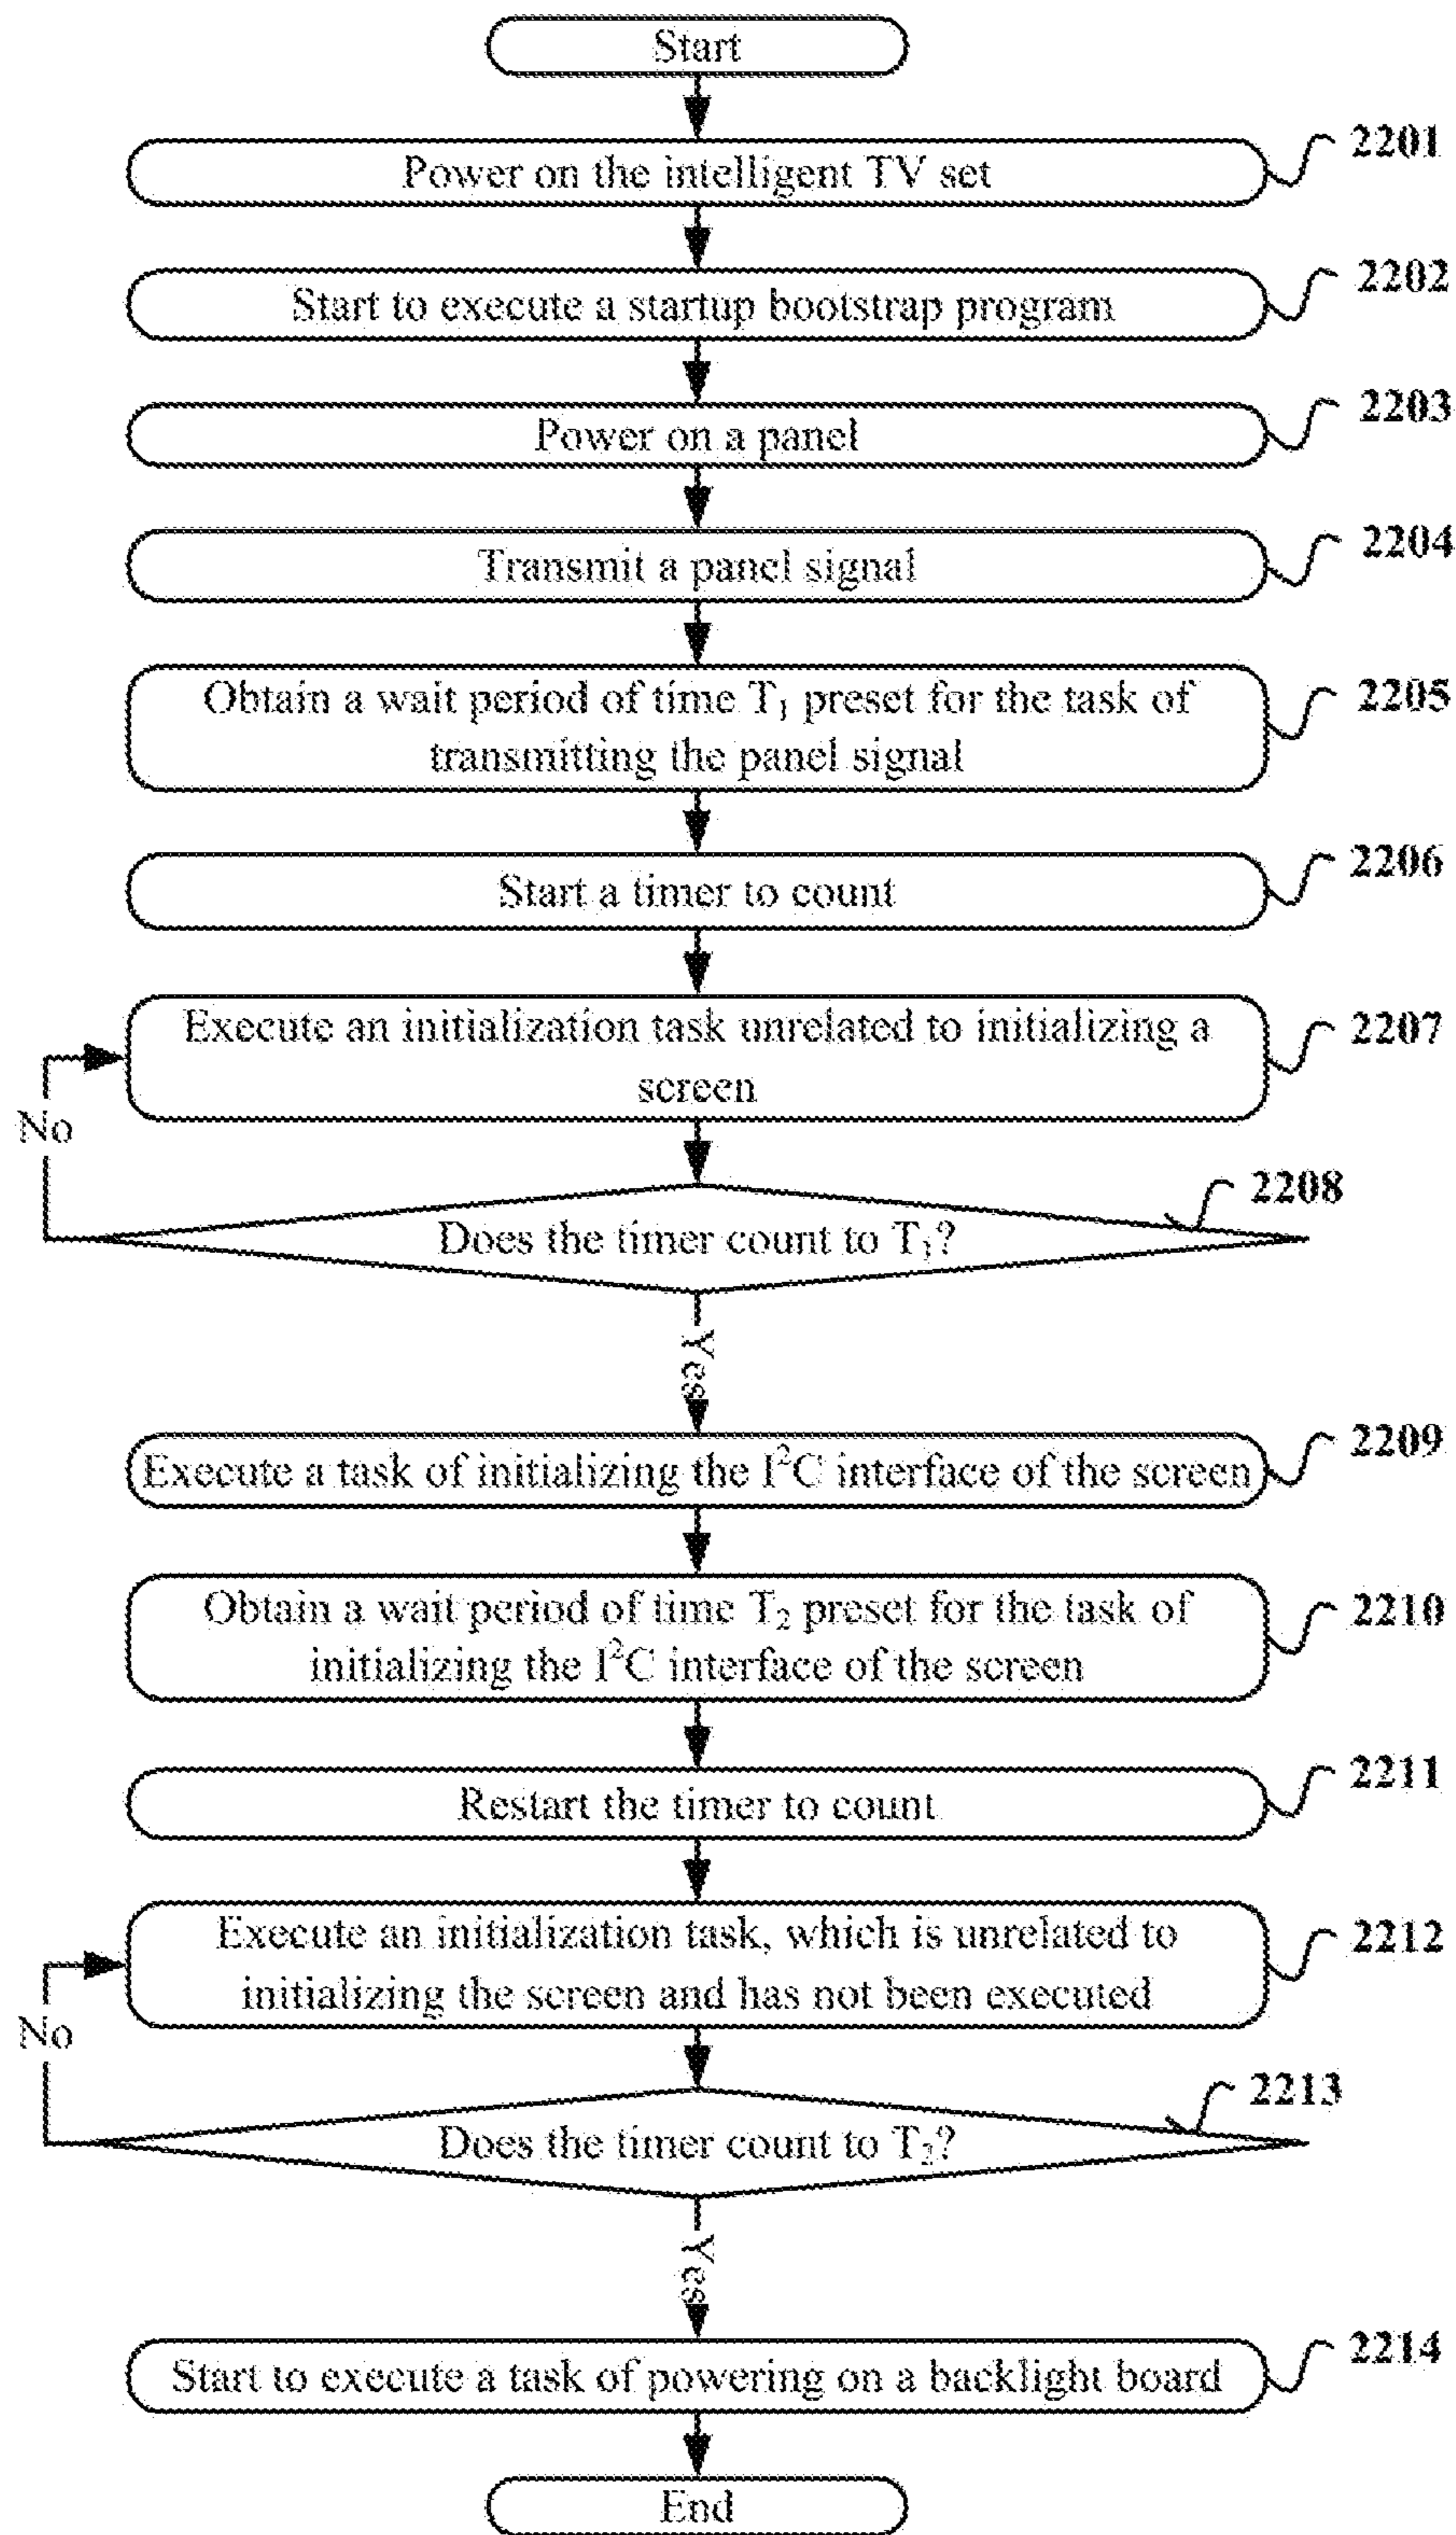 Start
Power on the intelligent TV set
2201
Start to execute a startup bootstrap program
2202
Power on a panel
2203
Transmit a panel signal
2204
Obtain a wait period of time T₁ preset for the task of
transmitting the panel signal
2205
Start a timer to count
2206
Execute an initialization task unrelated to initializing a
screen
2207
No
Does the timer count to T₁?
2208
Yes
Execute a task of initializing the I²C interface of the screen
2209
Obtain a wait period of time T₂ preset for the task of
initializing the I²C interface of the screen
2210
Restart the timer to count
2211
Execute an initialization task, which is unrelated to
initializing the screen and has not been executed
2212
No
Does the timer count to T₂?
2213
Yes
Start to execute a task of powering on a backlight board
2214
End